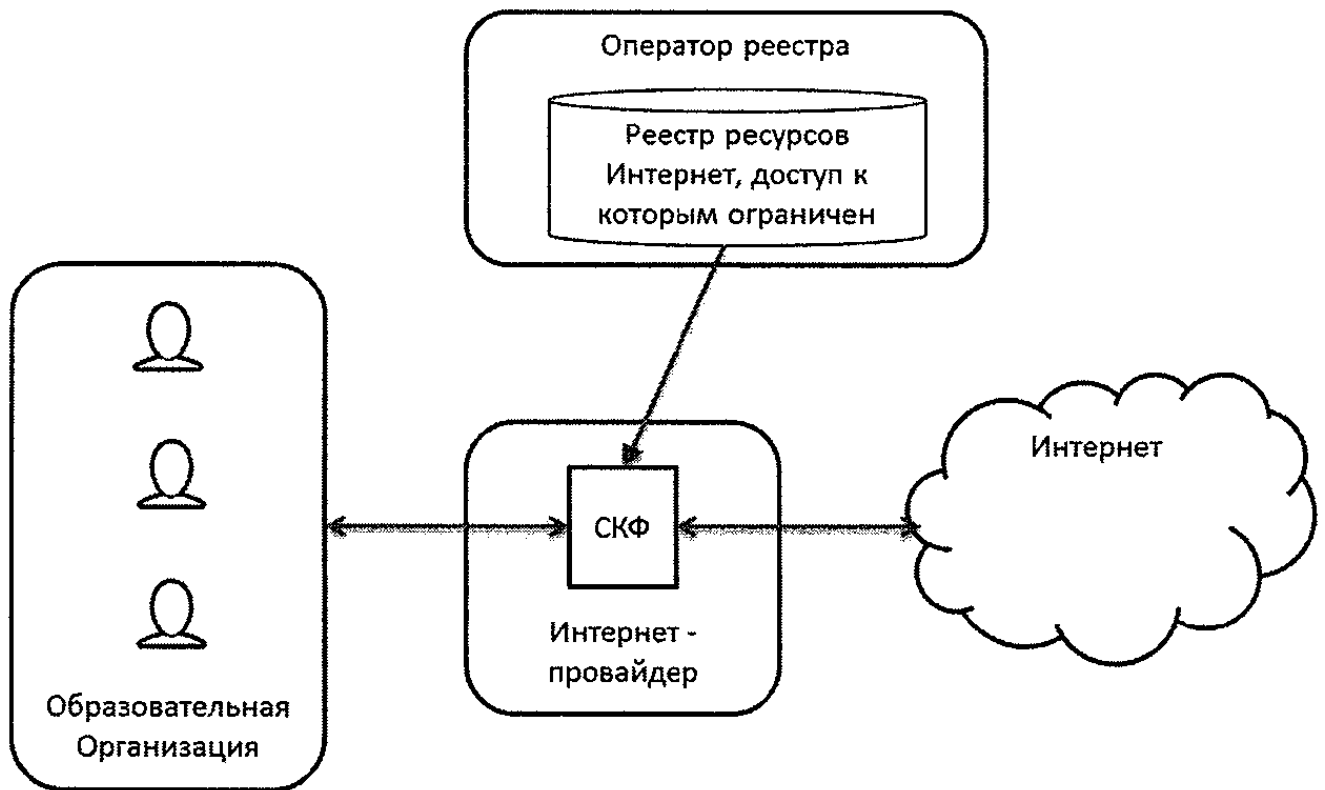 Оператор реестра
Реестр ресурсов
Интернет, доступ к
которым ограничен
Интернет
СКФ
Интернет -
провайдер
Образовательная
Организация